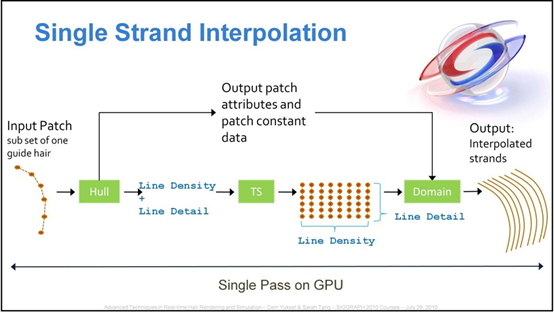 Single Strand Interpolation
Output patch
attributes and
patch constant
data
Input Patch
sub set of one
guide hair
Output:
Interpolated
strands
Hull
Line Density
+
Line Detail
TS
Domain
Line Detail
Line Density
Single Pass on GPU
Advanced Techniques in Real-time Hair Rendering and Simulation - Cem Yuksel & Sarah Tariq - SIGGRAPH 2010 Courses - July 29, 2010